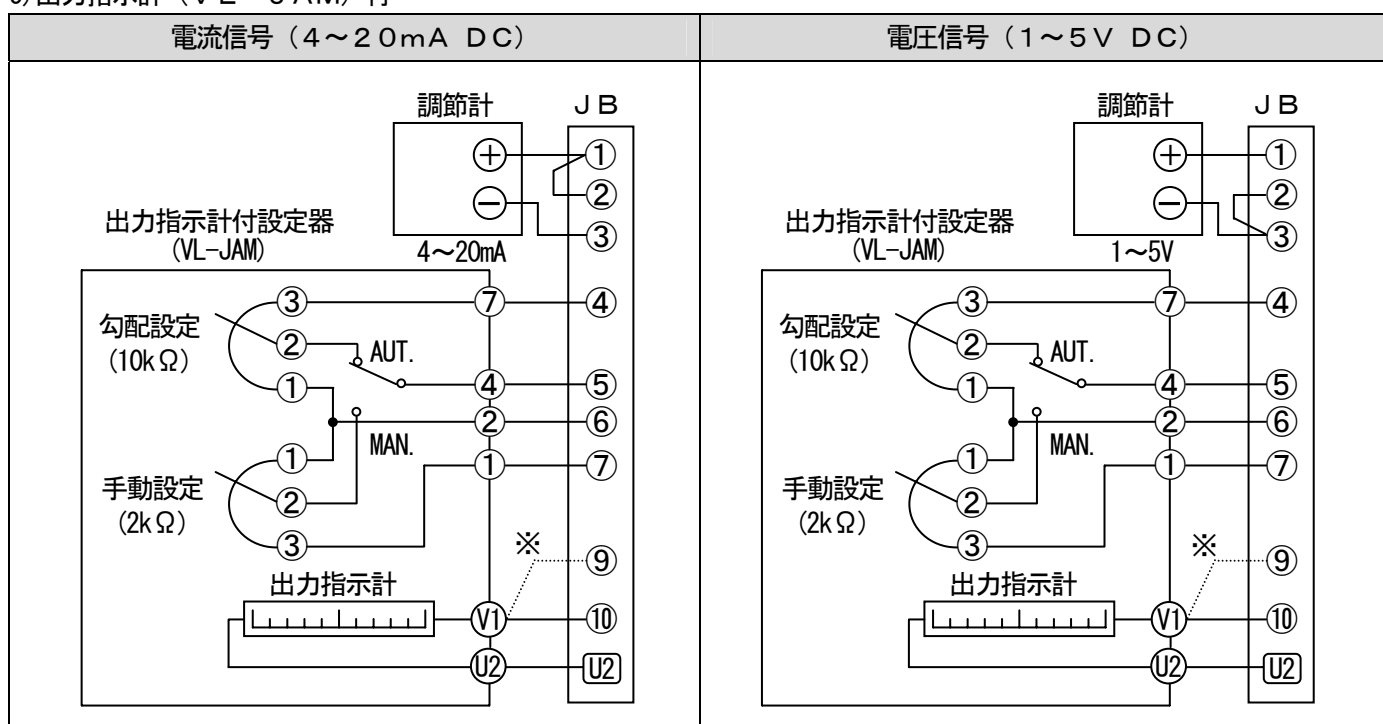 電流信号（4～20mA DC）
電圧信号（1～5V DC）
調節計
JB
＋
①
②
－
③
出力指示計付設定器
(VL-JAM)
4～20mA
③
⑦
④
勾配設定
(10kΩ)
②
AUT.
①
④
⑤
②
⑥
MAN.
①
①
⑦
手動設定
(2kΩ)
②
③
※
⑨
出力指示計
V1
⑩
U2
U2
調節計
JB
＋
①
②
－
③
出力指示計付設定器
(VL-JAM)
1～5V
③
⑦
④
勾配設定
(10kΩ)
②
AUT.
①
④
⑤
②
⑥
MAN.
①
①
⑦
手動設定
(2kΩ)
②
③
※
⑨
出力指示計
V1
⑩
U2
U2